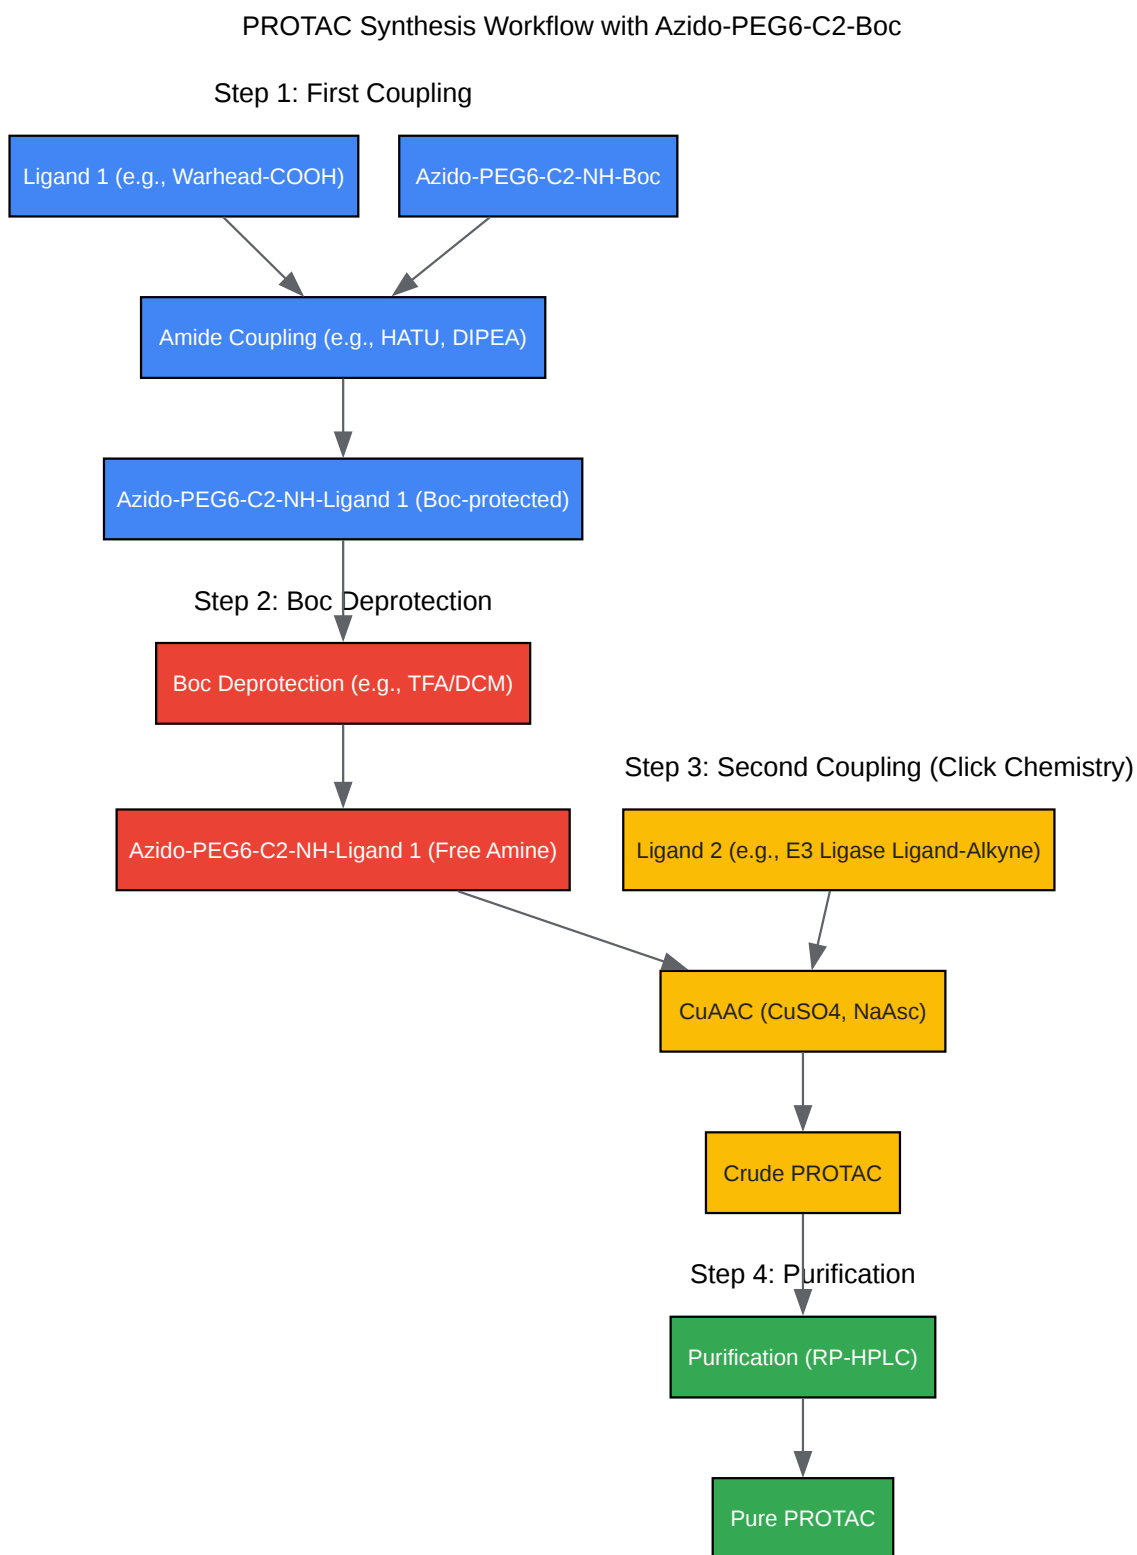 PROTAC Synthesis Workflow with Azido-PEG6-C2-Boc
Step 1: First Coupling
Ligand 1 (e.g., Warhead-COOH)
Azido-PEG6-C2-NH-Boc
Amide Coupling (e.g., HATU, DIPEA)
Azido-PEG6-C2-NH-Ligand 1 (Boc-protected)
Step 2: Boc Deprotection
Boc Deprotection (e.g., TFA/DCM)
Step 3: Second Coupling (Click Chemistry)
Azido-PEG6-C2-NH-Ligand 1 (Free Amine)
Ligand 2 (e.g., E3 Ligase Ligand-Alkyne)
CuAAC (CuSO4, NaAsc)
Crude PROTAC
Step 4: Purification
Purification (RP-HPLC)
Pure PROTAC